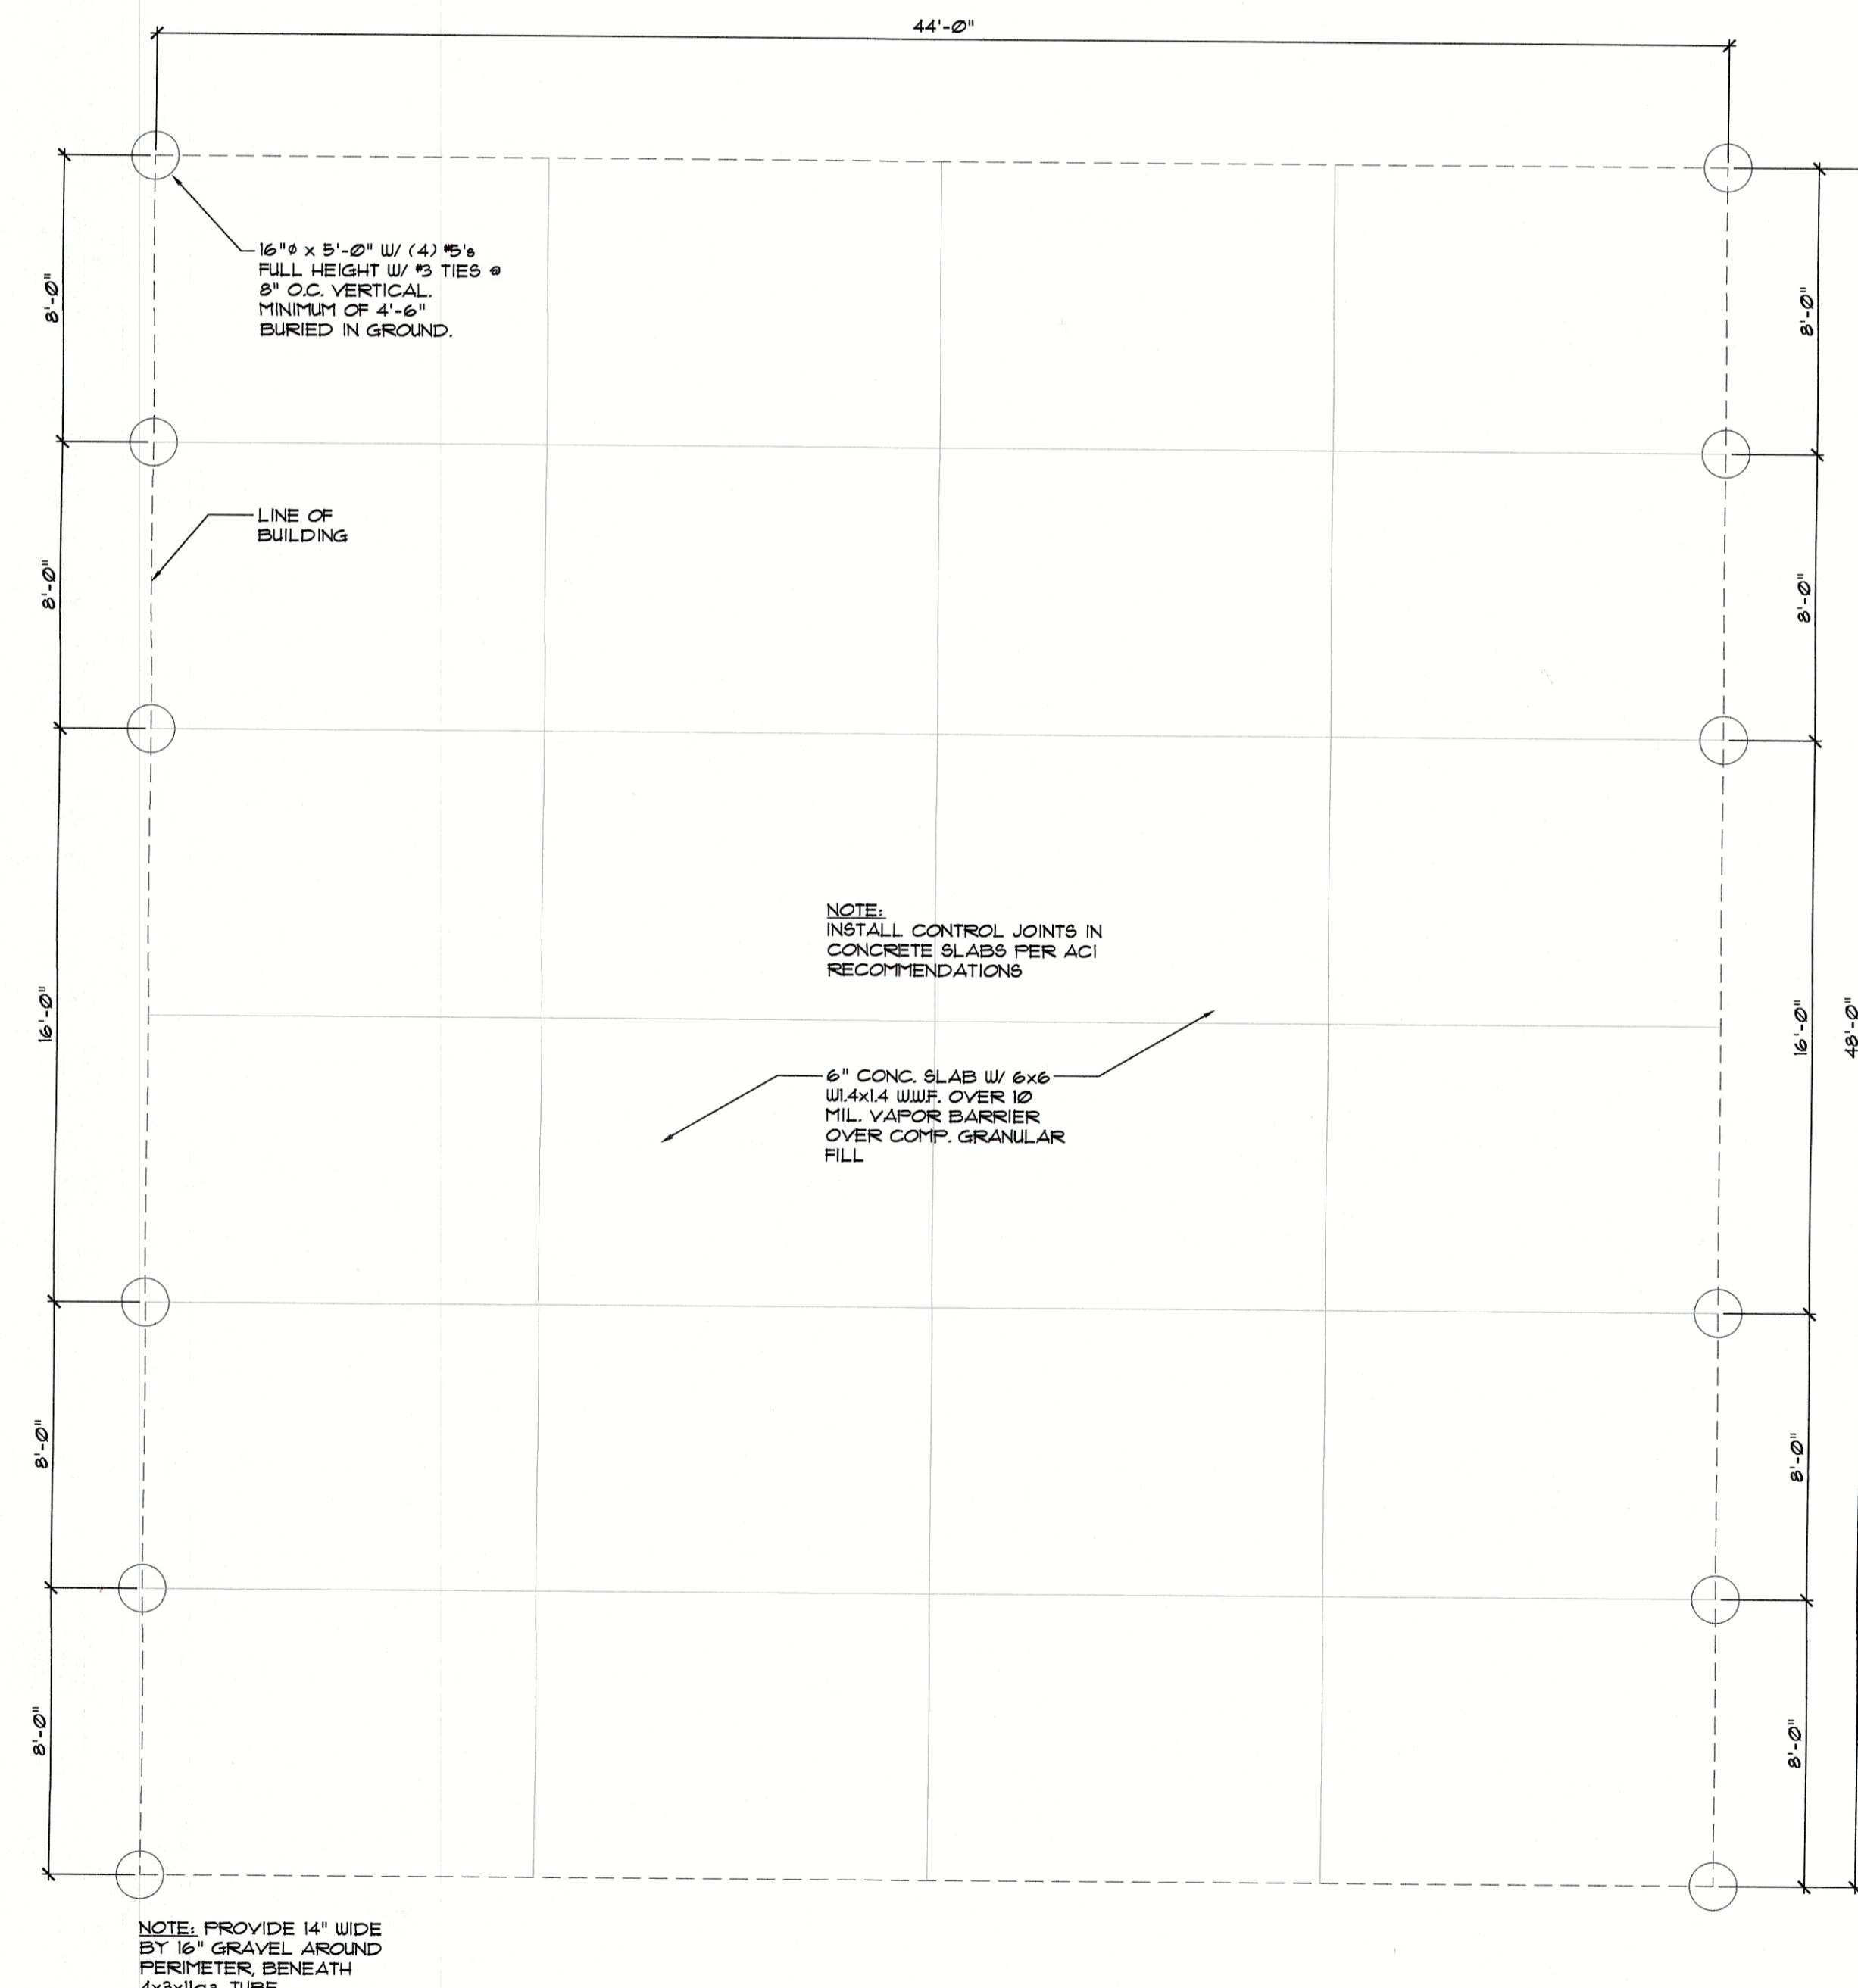 44'-0"
16"ø x 5'-0" W/ (4) #5's
FULL HEIGHT W/ #3 TIES @
8" O.C. VERTICAL.
MINIMUM OF 4'-6"
BURIED IN GROUND.
8'-0"
8'-0"
LINE OF
BUILDING
8'-0"
8'-0"
NOTE:
INSTALL CONTROL JOINTS IN
CONCRETE SLABS PER ACI
RECOMMENDATIONS
16'-0"
16'-0"
48'-0"
6" CONC. SLAB W/ 6x6
W1.4x1.4 W.W.F. OVER 10
MIL. VAPOR BARRIER
OVER COMP. GRANULAR
FILL
8'-0"
8'-0"
8'-0"
8'-0"
NOTE: PROVIDE 14" WIDE
BY 16" GRAVEL AROUND
PERIMETER, BENEATH
4x3x11ga. TUBE